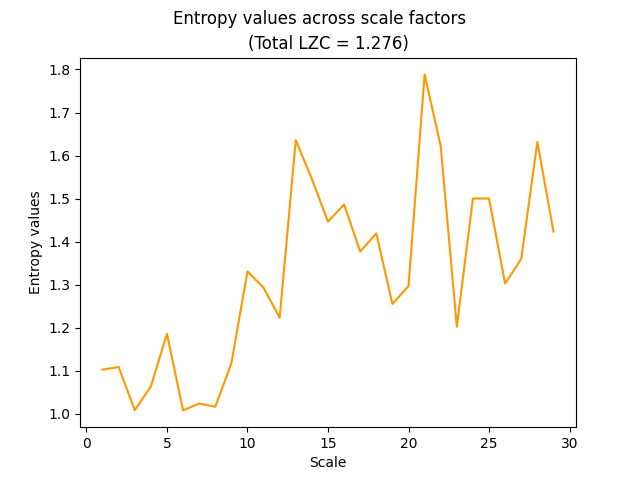 Entropy values across scale factors
(Total LZC = 1.276)
1.8
1.7
1.6
1.5
1.4
1.3
1.2
1.1
1.0
Entropy values
0 5 10 15 20 25 30
Scale